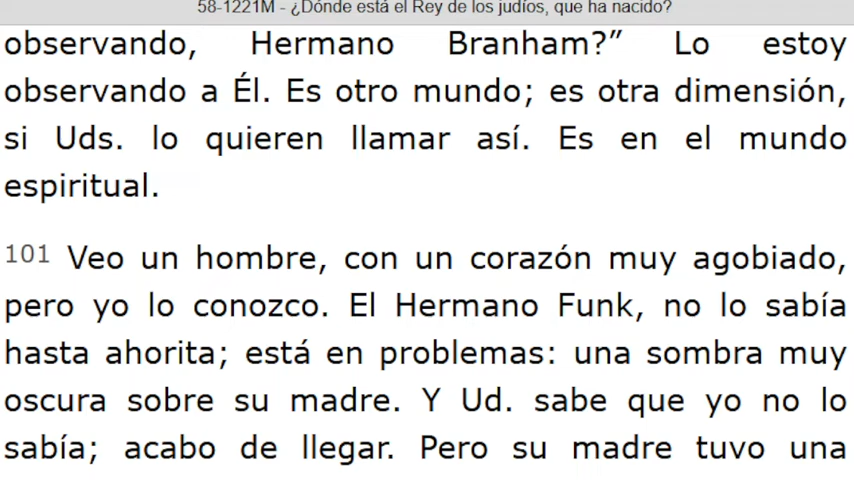 58-1221M - ¿Dónde está el Rey de los judíos, que ha nacido?
observando, Hermano Branham?” Lo estoy
observando a Él. Es otro mundo; es otra dimensión,
si Uds. lo quieren llamar así. Es en el mundo
espiritual.
101 Veo un hombre, con un corazón muy agobiado,
pero yo lo conozco. El Hermano Funk, no lo sabía
hasta ahorita; está en problemas: una sombra muy
oscura sobre su madre. Y Ud. sabe que yo no lo
sabía; acabo de llegar. Pero su madre tuvo una